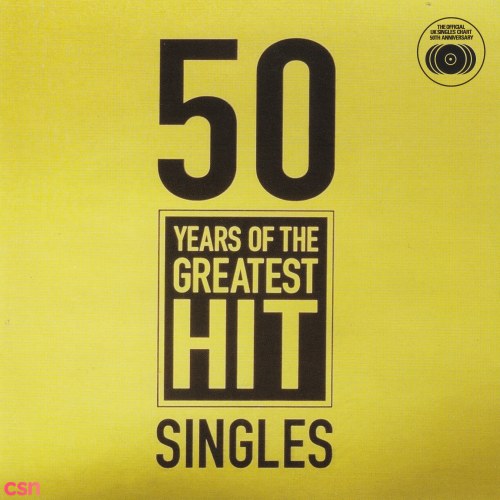 THE OFFICIAL
UK SINGLES CHART
50TH ANNIVERSARY
50
YEARS OF THE
GREATEST
HIT
SINGLES
csn